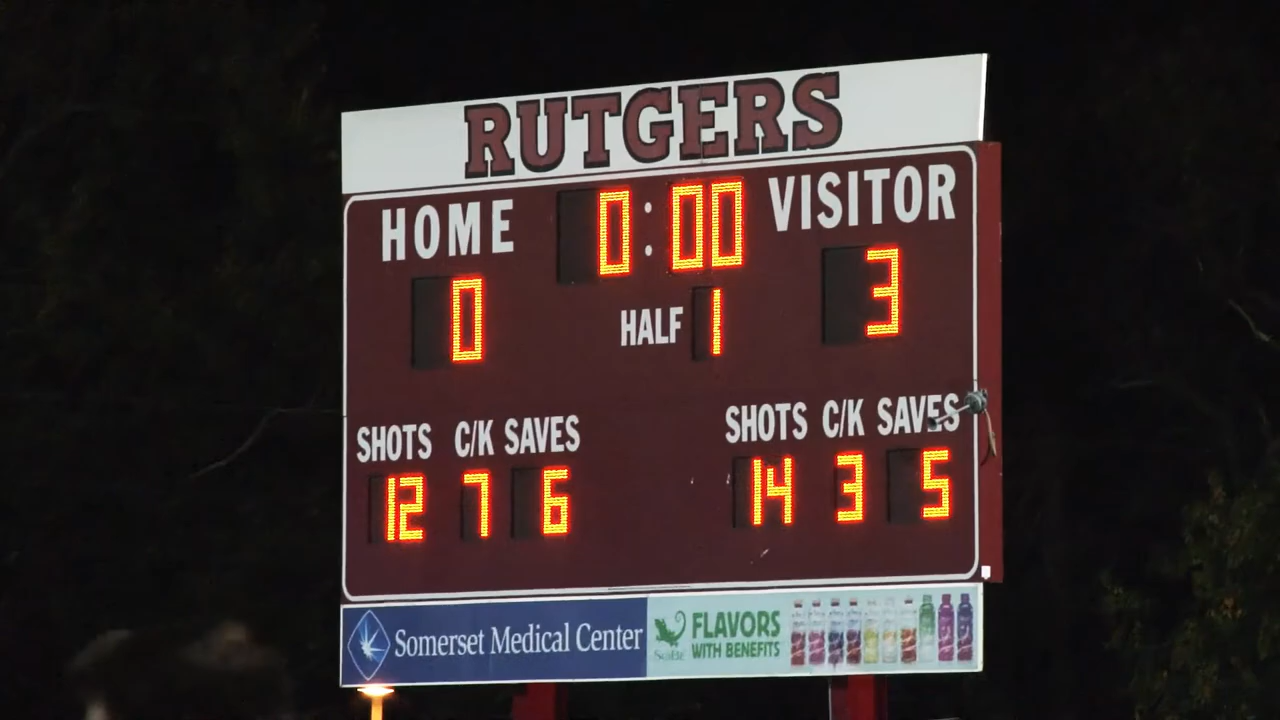 RUTGERS
HOME 0:00 VISITOR
0 HALF 1 3
SHOTS C/K SAVES SHOTS C/K SAVES
12 7 6 14 3 5
Somerset Medical Center
SoBe
FLAVORS
WITH BENEFITS